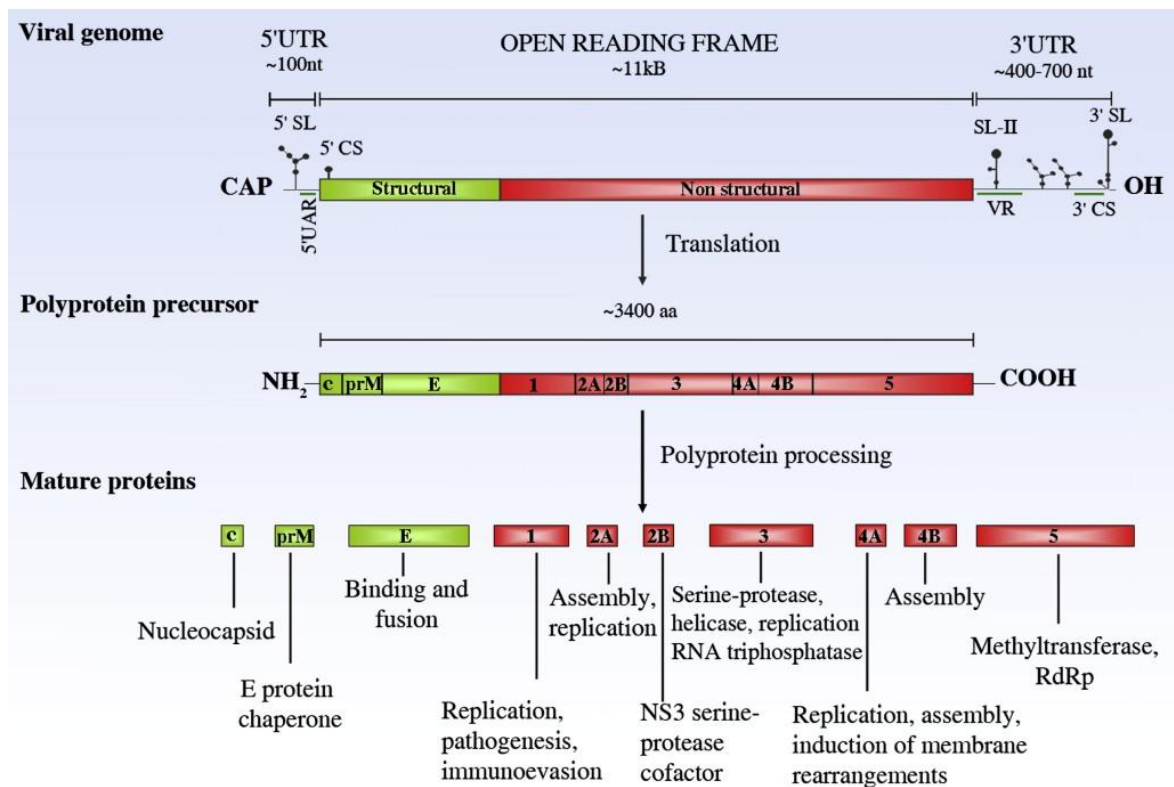 Viral genome
5'UTR
~100nt
OPEN READING FRAME
~11kB
3'UTR
~400-700 nt
5' SL
5' CS
SL-II
3' SL
CAP
Structural
Non structural
OH
5'UAR
VR
3' CS
Translation
Polyprotein precursor
~3400 aa
NH2
c prM E 1 2A 2B 3 4A 4B 5
COOH
Polyprotein processing
Mature proteins
c prM E 1 2A 2B 3 4A 4B 5
Nucleocapsid
E protein
chaperone
Binding and
fusion
Replication,
pathogenesis,
immunoevasion
Assembly,
replication
NS3 serine-
protease
cofactor
Serine-protease,
helicase, replication
RNA triphosphatase
Replication, assembly,
induction of membrane
rearrangements
Assembly
Methyltransferase,
RdRp